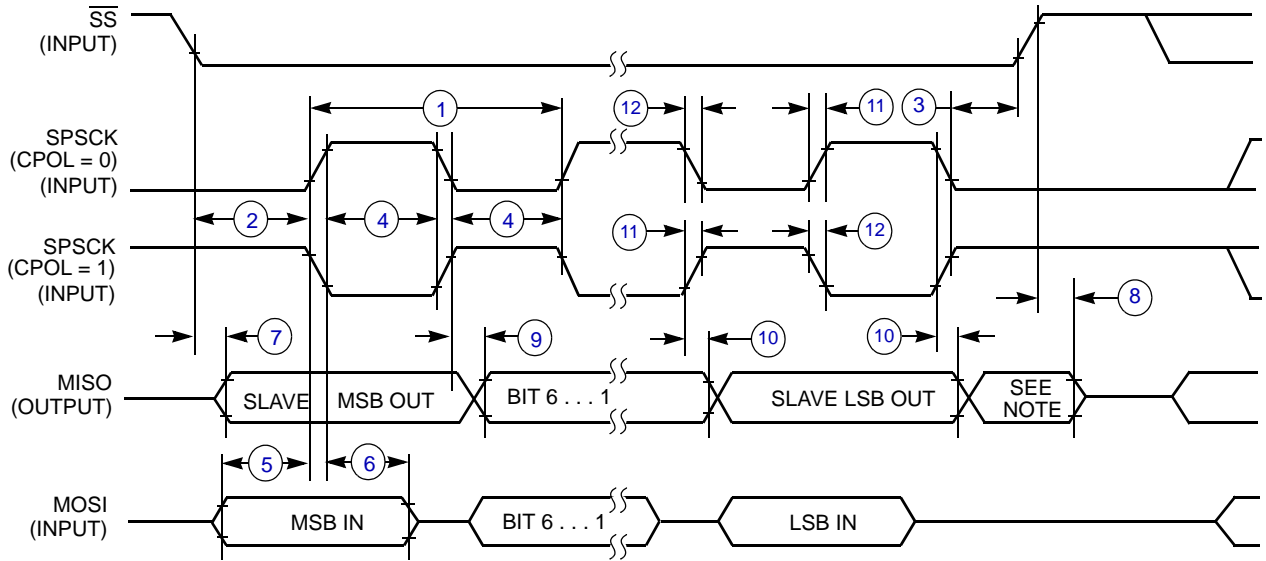 SS
(INPUT)
1
12
11
3
SPSCK
(CPOL = 0)
(INPUT)
2
4
4
11
12
SPSCK
(CPOL = 1)
(INPUT)
7
9
10
10
8
MISO
(OUTPUT)
SLAVE MSB OUT
BIT 6 . . . 1
SLAVE LSB OUT
SEE
NOTE
5
6
MOSI
(INPUT)
MSB IN
BIT 6 . . . 1
LSB IN